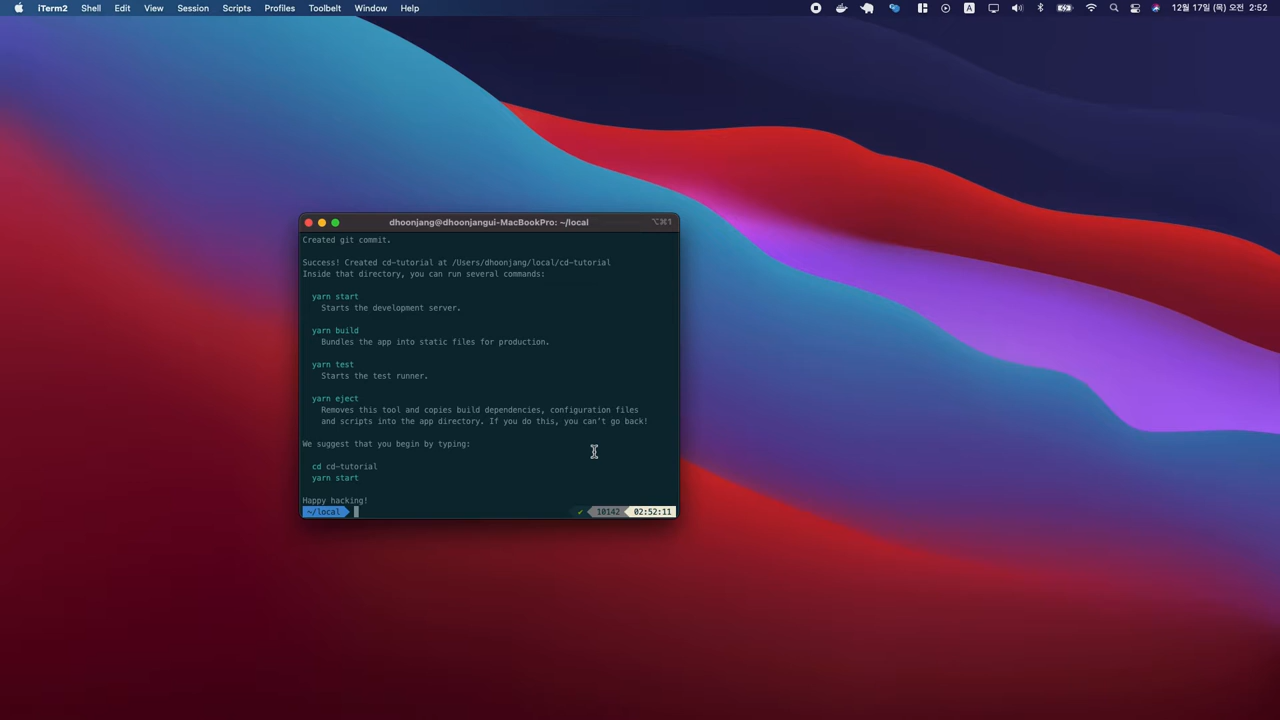 iTerm2 Shell Edit View Session Scripts Profiles Toolbelt Window Help A 12월 17일 (목) 오전 2:52
dhoonjang@dhoonjangui-MacBookPro: ~/local ⌥⌘1
Created git commit.
Success! Created cd-tutorial at /Users/dhoonjang/local/cd-tutorial
Inside that directory, you can run several commands:
yarn start
Starts the development server.
yarn build
Bundles the app into static files for production.
yarn test
Starts the test runner.
yarn eject
Removes this tool and copies build dependencies, configuration files
and scripts into the app directory. If you do this, you can’t go back!
We suggest that you begin by typing:
cd cd-tutorial
yarn start
Happy hacking!
~/local ✔ 10142 02:52:11